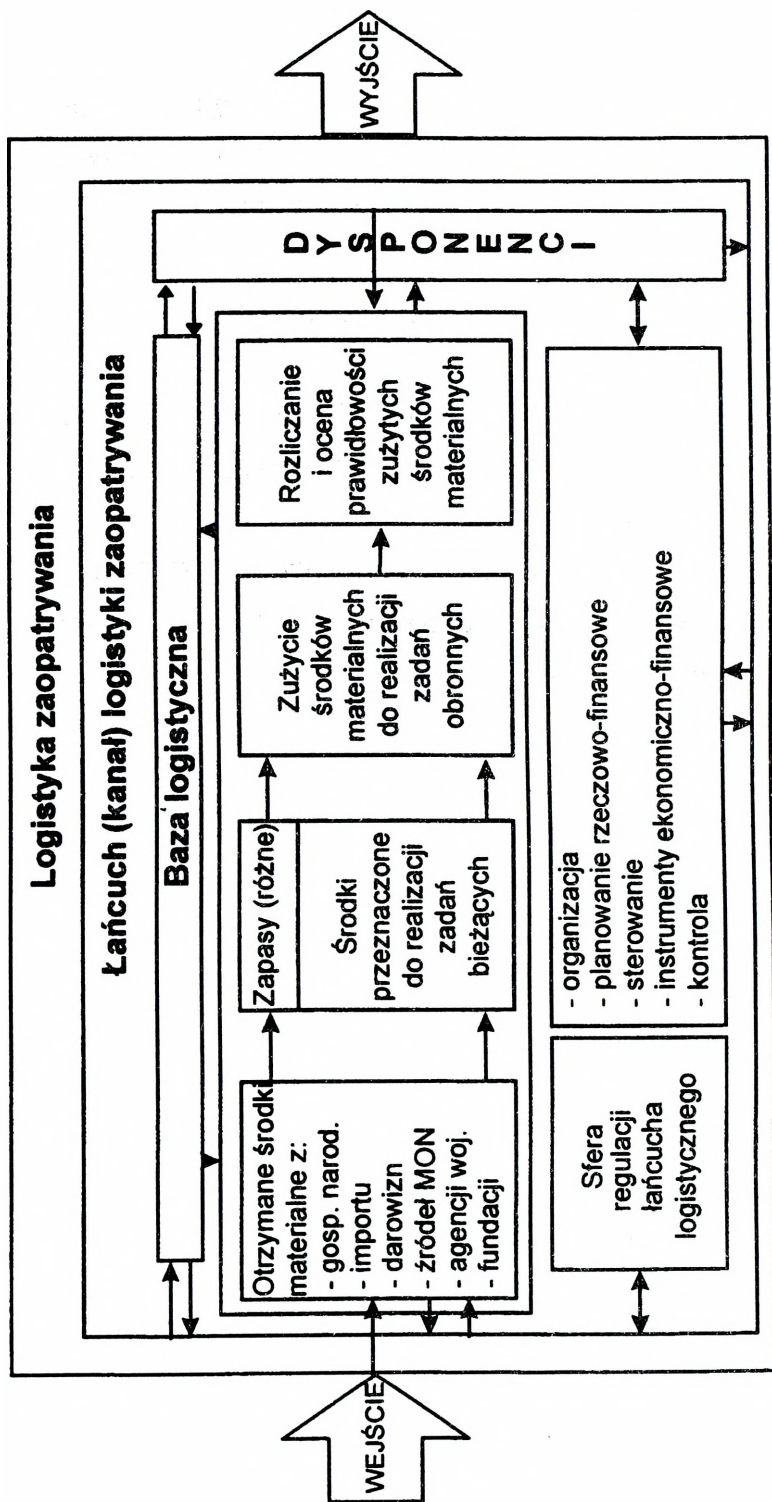 Logistyka zaopatrywania
Łańcuch (kanał) logistyki zaopatrywania
Baza logistyczna
WEJŚCIE
Otrzymane środki
materialne z:
- gosp. narod.
- importu
- darowizn
- źródeł MON
- agencji woj.
- fundacji
Zapasy (różne)
Środki
przeznaczone
do realizacji
zadań
bieżących
Zużycie
środków
materialnych
do realizacji
zadań
obronnych
Rozliczanie
i ocena
prawidłowości
zużytych
środków
materialnych
DYSPONENCI
WYJŚCIE
Sfera
regulacji
łańcucha
logistycznego
- organizacja
- planowanie rzeczowo-finansowe
- sterowanie
- instrumenty ekonomiczno-finansowe
- kontrola